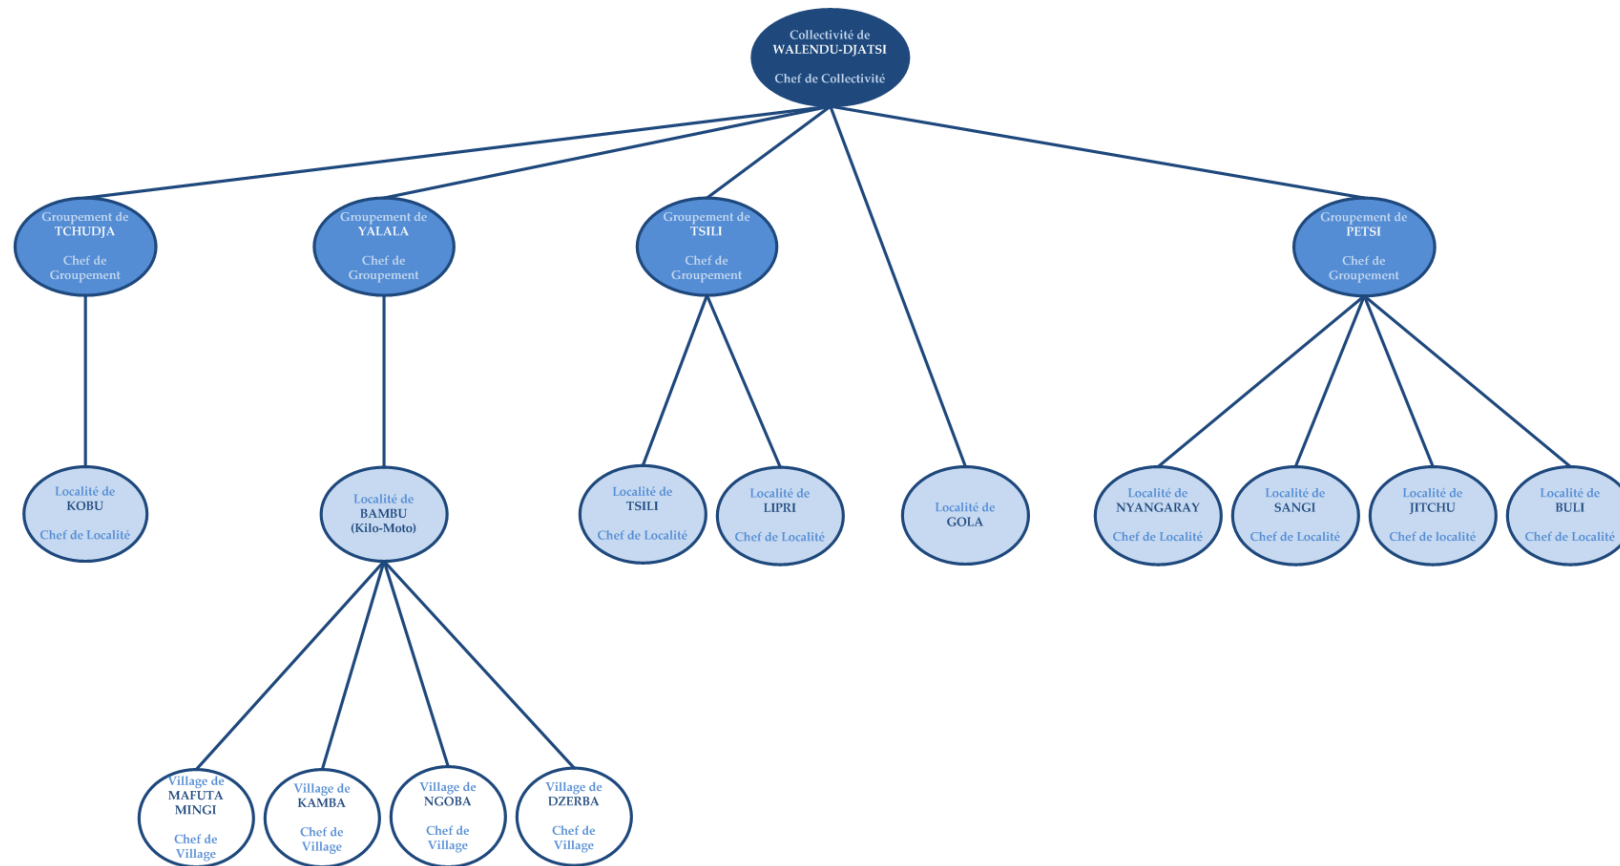 Collectivité de
WALENDU-DJATSI
Chef de Collectivité
Groupement de
TCHUDJA
Chef de
Groupement
Groupement de
YALALA
Chef de
Groupement
Groupement de
TSILI
Chef de
Groupement
Groupement de
PETSI
Chef de
Groupement
Localité de
KOBU
Chef de Localité
Localité de
BAMBU
(Kilo-Moto)
Localité de
TSILI
Chef de Localité
Localité de
LIPRI
Chef de Localité
Localité de
GOLA
Localité de
NYANGARAY
Chef de Localité
Localité de
SANGI
Chef de Localité
Localité de
JITCHU
Chef de localité
Localité de
BULI
Chef de Localité
Village de
MAFUTA
MINGI
Chef de
Village
Village de
KAMBA
Chef de
Village
Village de
NGOBA
Chef de
Village
Village de
DZERBA
Chef de
Village